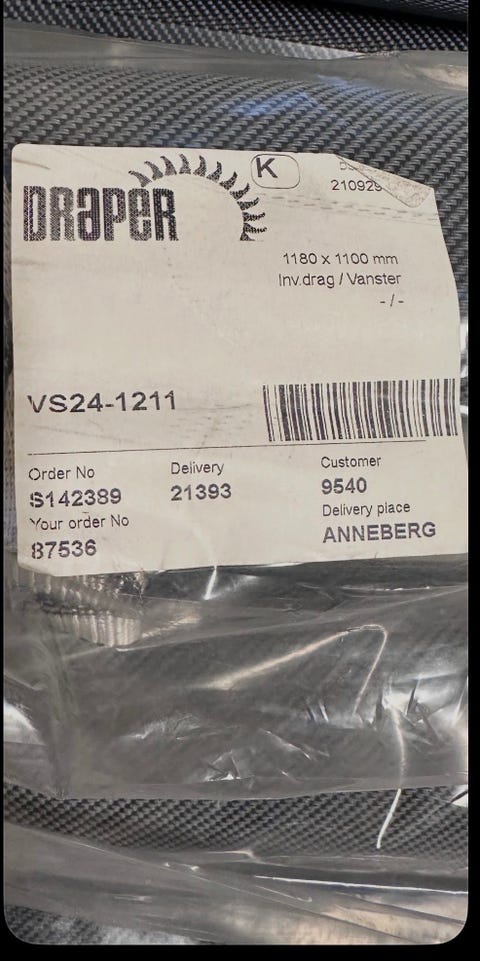 DRAPER
K
210929
1180 x 1100 mm
Inv.drag / Vanster
- / -
VS24-1211
Order No
S142389
Delivery
21393
Customer
9540
Your order No
87536
Delivery place
ANNEBERG